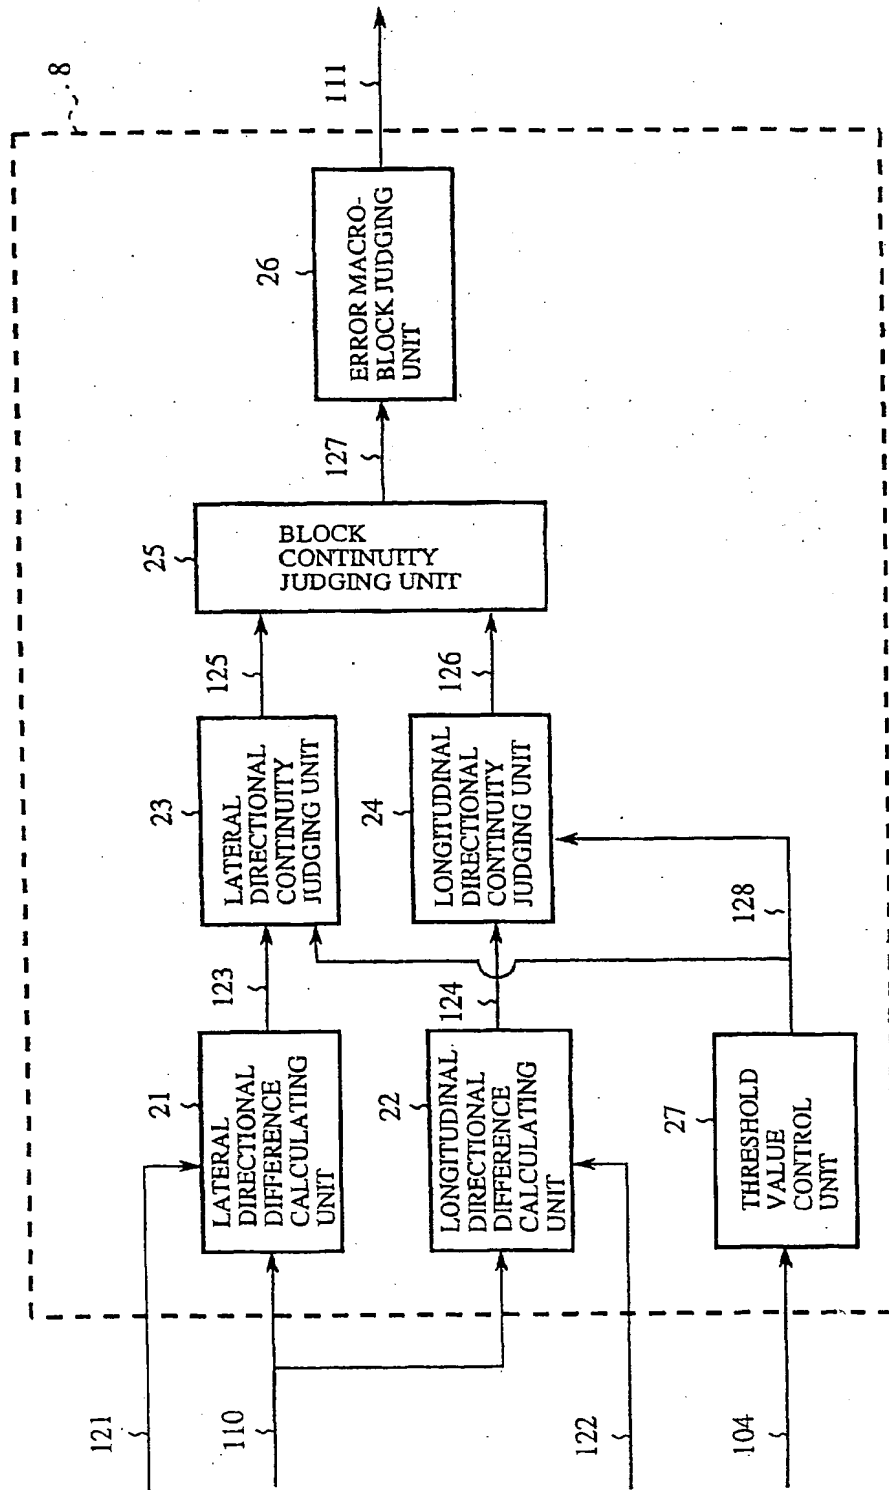 8
121
110
122
104
21
LATERAL
DIRECTIONAL
DIFFERENCE
CALCULATING
UNIT
123
23
LATERAL
DIRECTIONAL
CONTINUITY
JUDGING UNIT
125
22
LONGITUDINAL
DIRECTIONAL
DIFFERENCE
CALCULATING
UNIT
124
24
LONGITUDINAL
DIRECTIONAL
CONTINUITY
JUDGING UNIT
126
27
THRESHOLD
VALUE
CONTROL
UNIT
128
25
BLOCK
CONTINUITY
JUDGING UNIT
127
26
ERROR MACRO-
BLOCK JUDGING
UNIT
111